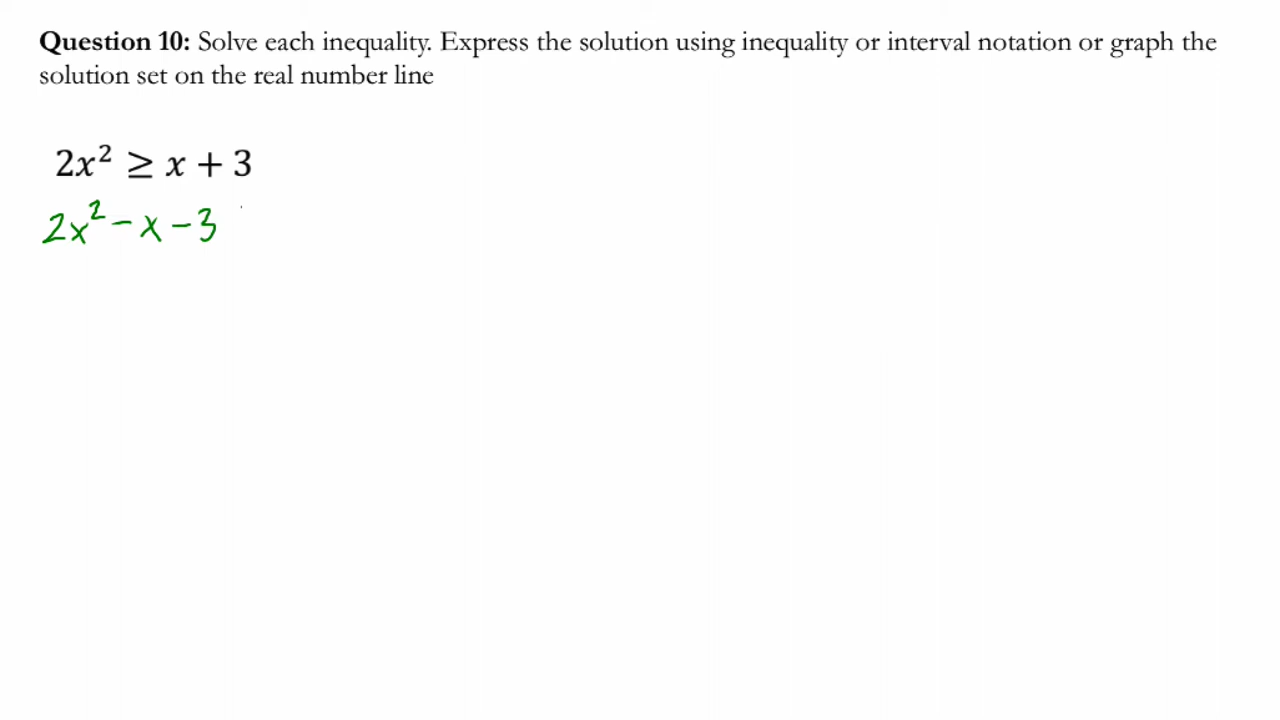 Question 10: Solve each inequality. Express the solution using inequality or interval notation or graph the
solution set on the real number line
2x² ≥ x + 3
2x² - x - 3